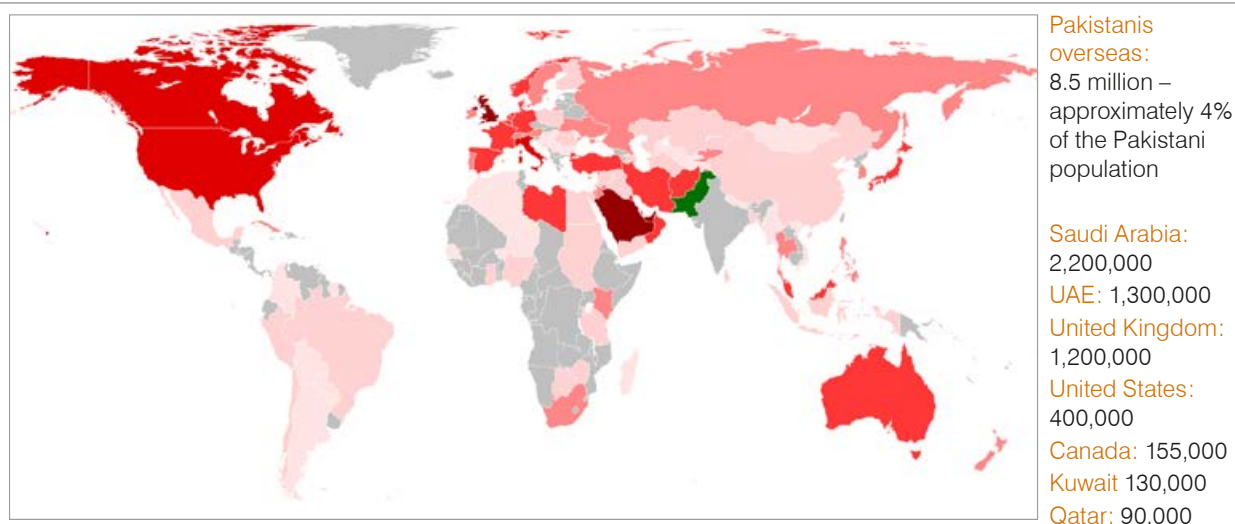 Pakistanis
overseas:
8.5 million –
approximately 4%
of the Pakistani
population
Saudi Arabia:
2,200,000
UAE: 1,300,000
United Kingdom:
1,200,000
United States:
400,000
Canada: 155,000
Kuwait 130,000
Qatar: 90.000